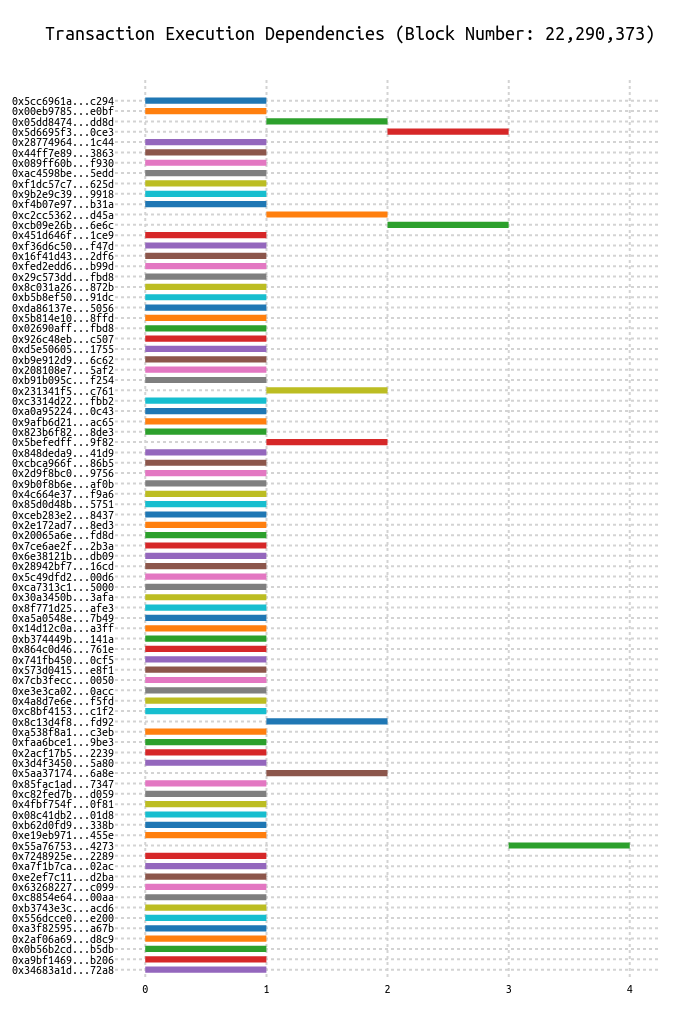 Transaction Execution Dependencies (Block Number: 22,290,373)
0x5cc6961a...c294
0x00eb9785...e0bf
0x05dd8474...dd8d
0x5d6695f3...0ce3
0x28774964...1c44
0x44ff7e89...3863
0x089ff60b...f930
0xac4598be...5edd
0xf1dc57c7...625d
0x9b2e9c39...9918
0xf4b07e97...b31a
0xc2cc5362...d45a
0xcb09e26b...6e6c
0x451d646f...1ce9
0xf36d6c50...f47d
0x16f41d43...2df6
0xfed2edd6...b99d
0x29c573dd...fbd8
0x8c031a26...872b
0xb5b8ef50...91dc
0xda86137e...5056
0x5b814e10...8ffd
0x02690aff...fbd8
0x926c48eb...c507
0xd5e50605...1755
0xb9e912d9...6c62
0x208108e7...5af2
0xb91b095c...f254
0x231341f5...c761
0xc3314d22...fbb2
0xa0a95224...0c43
0x9afb6d21...ac65
0x823b6f82...8de3
0x5befedff...9f82
0x848deda9...41d9
0xcbca966f...86b5
0x2d9f8bc0...9756
0x9b0f8b6e...af0b
0x4c664e37...f9a6
0x85d0d48b...5751
0xceb283e2...8437
0x2e172ad7...8ed3
0x20065a6e...fd8d
0x7ce6ae2f...2b3a
0x6e38121b...db09
0x28942bf7...16cd
0x5c49dfd2...00d6
0xca7313c1...5000
0x30a3450b...3afa
0x8f771d25...afe3
0xa5a0548e...7b49
0x14d12c0a...a3ff
0xb374449b...141a
0x864c0d46...761e
0x741fb450...0cf5
0x573d0415...e8f1
0x7cb3fecc...0050
0xe3e3ca02...0acc
0x4a8d7e6e...f5fd
0xc8bf4153...c1f2
0x8c13d4f8...fd92
0xa538f8a1...c3eb
0xfaa6bce1...9be3
0x2acf17b5...2239
0x3d4f3450...5a80
0x5aa37174...6a8e
0x85fac1ad...7347
0xc82fed7b...d059
0x4fbf754f...0f81
0x08c41db2...01d8
0xb62d0fd9...338b
0xe19eb971...455e
0x55a76753...4273
0x7248925e...2289
0xa7f1b7ca...02ac
0xe2ef7c11...d2ba
0x63268227...c099
0xc8854e64...00aa
0xb3743e3c...acd6
0x556dcce0...e200
0xa3f82595...a67b
0x2af06a69...d8c9
0x0b56b2cd...b5db
0xa9bf1469...b206
0x34683a1d...72a8
0 1 2 3 4